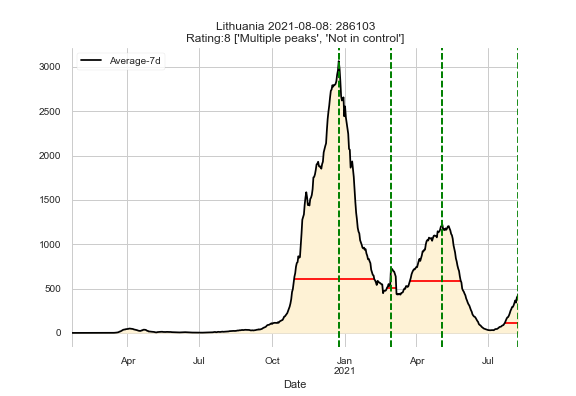 Lithuania 2021-08-08: 286103
Rating:8 ['Multiple peaks', 'Not in control']
Average-7d
3000
2500
2000
1500
1000
500
0
Apr Jul Oct Jan Apr Jul
2021
Date